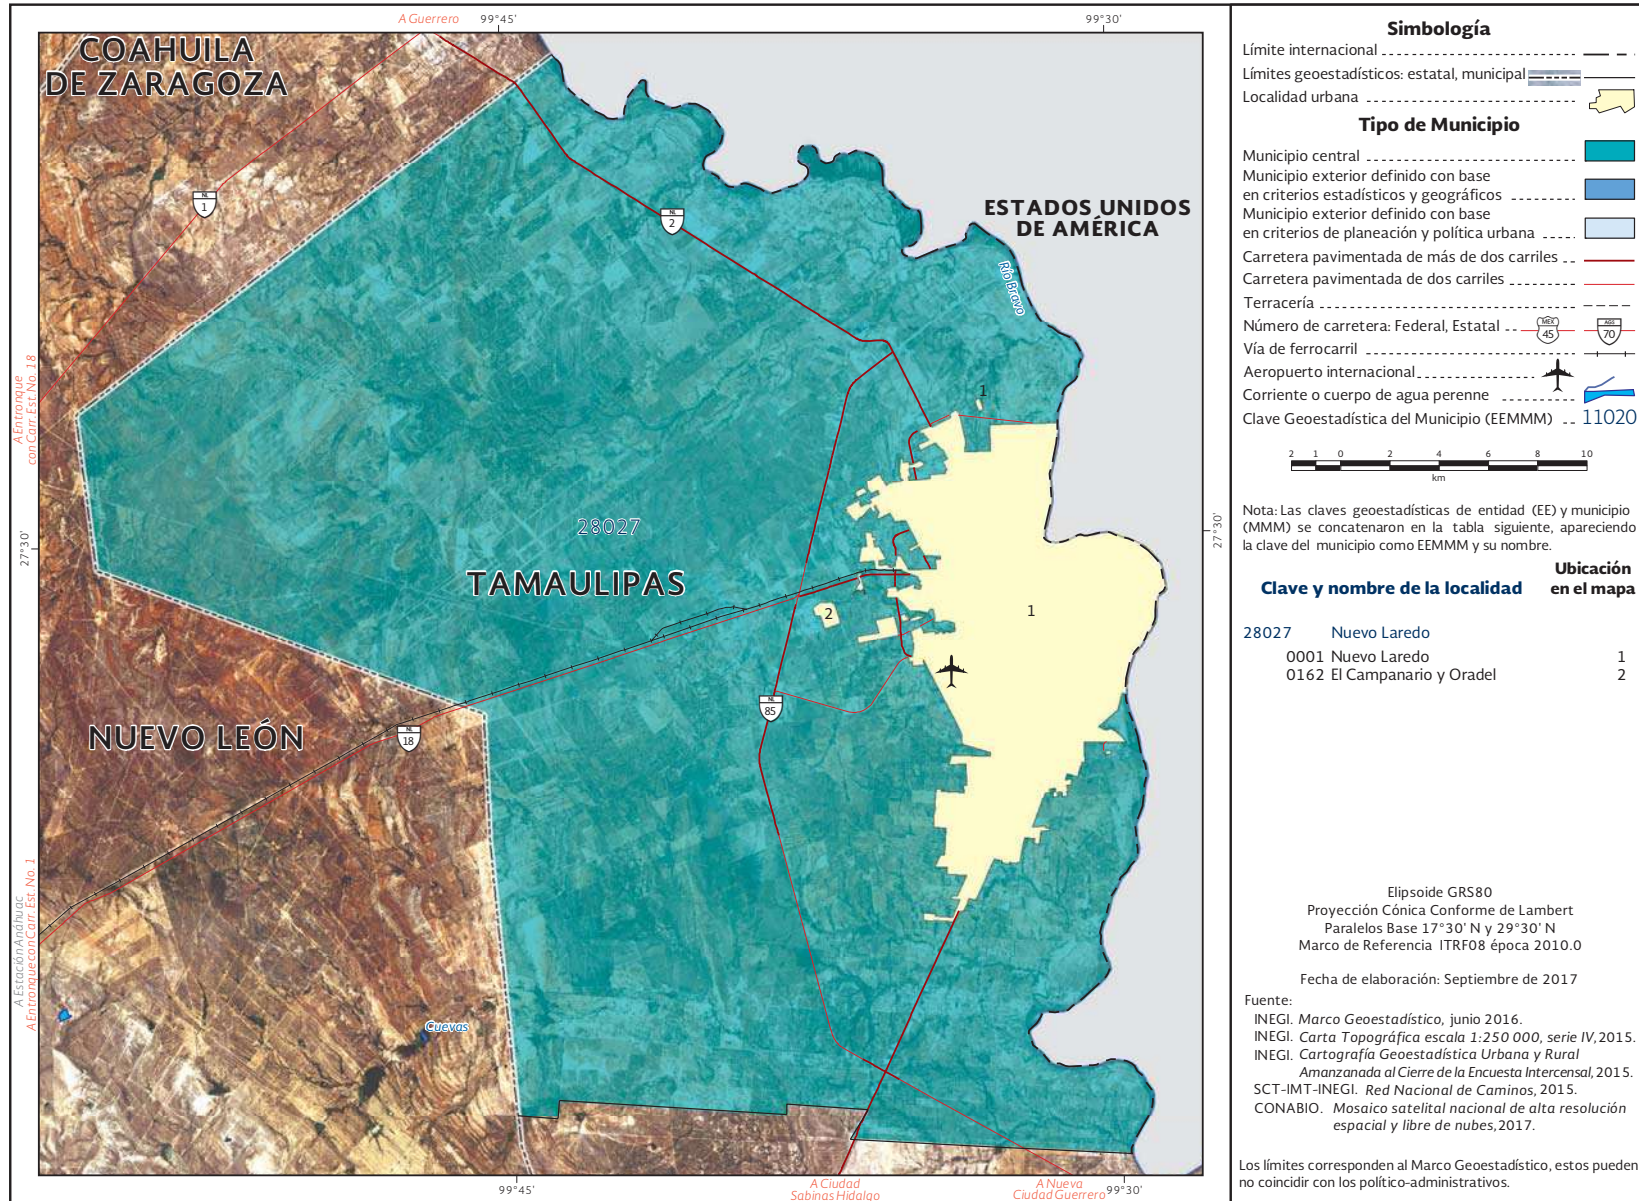 A Guerrero
99°45'
99°30'
COAHUILA
DE ZARAGOZA
NL
1
NL
2
ESTADOS UNIDOS
DE AMÉRICA
Río Bravo
A Entronque
con Carr. Est. No. 18
27°30'
27°30'
1
28027
TAMAULIPAS
2
1
NL
85
NUEVO LEÓN
NL
18
A Estación Anáhuac
A Entronque con Carr. Est. No. 1
Cuevas
99°45'
A Ciudad
Sabinas Hidalgo
A Nueva
Ciudad Guerrero
99°30'
Simbología
Límite internacional
Límites geoestadísticos: estatal, municipal
Localidad urbana
Tipo de Municipio
Municipio central
Municipio exterior definido con base
en criterios estadísticos y geográficos
Municipio exterior definido con base
en criterios de planeación y política urbana
Carretera pavimentada de más de dos carriles
Carretera pavimentada de dos carriles
Terracería
Número de carretera: Federal, Estatal MEX 45 AGS 70
Vía de ferrocarril
Aeropuerto internacional
Corriente o cuerpo de agua perenne
Clave Geoestadística del Municipio (EEMMM) 11020
2 1 0 2 4 6 8 10
km
Nota: Las claves geoestadísticas de entidad (EE) y municipio
(MMM) se concatenaron en la tabla siguiente, apareciendo
la clave del municipio como EEMMM y su nombre.
Clave y nombre de la localidad
Ubicación
en el mapa
28027 Nuevo Laredo
0001 Nuevo Laredo 1
0162 El Campanario y Oradel 2
Elipsoide GRS80
Proyección Cónica Conforme de Lambert
Paralelos Base 17°30' N y 29°30' N
Marco de Referencia ITRF08 época 2010.0
Fecha de elaboración: Septiembre de 2017
Fuente:
INEGI. Marco Geoestadístico, junio 2016.
INEGI. Carta Topográfica escala 1:250 000, serie IV, 2015.
INEGI. Cartografía Geoestadística Urbana y Rural
Amanzanada al Cierre de la Encuesta Intercensal, 2015.
SCT-IMT-INEGI. Red Nacional de Caminos, 2015.
CONABIO. Mosaico satelital nacional de alta resolución
espacial y libre de nubes, 2017.
Los límites corresponden al Marco Geoestadístico, estos pueden
no coincidir con los político-administrativos.